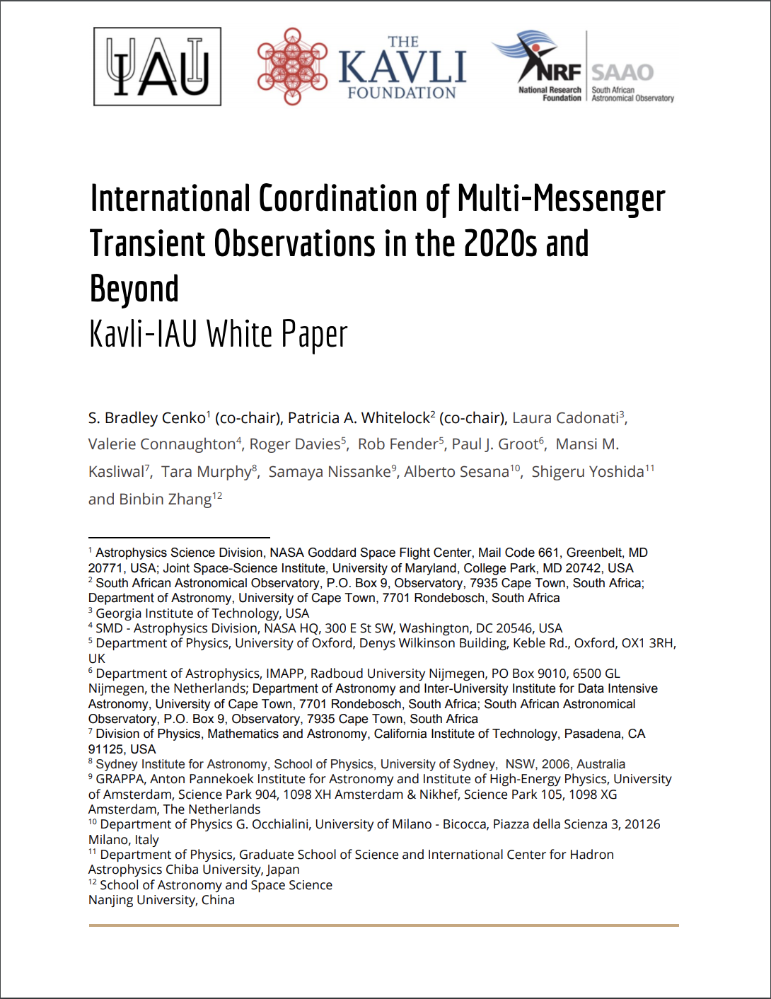 IAU
THE
KAVLI
FOUNDATION
NRF
SAAO
National Research
Foundation
South African
Astronomical Observatory
International Coordination of Multi-Messenger
Transient Observations in the 2020s and
Beyond
Kavli-IAU White Paper
S. Bradley Cenko¹ (co-chair), Patricia A. Whitelock² (co-chair), Laura Cadonati³,
Valerie Connaughton⁴, Roger Davies⁵, Rob Fender⁵, Paul J. Groot⁶, Mansi M.
Kasliwal⁷, Tara Murphy⁸, Samaya Nissanke⁹, Alberto Sesana¹⁰, Shigeru Yoshida¹¹
and Binbin Zhang¹²
¹ Astrophysics Science Division, NASA Goddard Space Flight Center, Mail Code 661, Greenbelt, MD
20771, USA; Joint Space-Science Institute, University of Maryland, College Park, MD 20742, USA
² South African Astronomical Observatory, P.O. Box 9, Observatory, 7935 Cape Town, South Africa;
Department of Astronomy, University of Cape Town, 7701 Rondebosch, South Africa
³ Georgia Institute of Technology, USA
⁴ SMD - Astrophysics Division, NASA HQ, 300 E St SW, Washington, DC 20546, USA
⁵ Department of Physics, University of Oxford, Denys Wilkinson Building, Keble Rd., Oxford, OX1 3RH,
UK
⁶ Department of Astrophysics, IMAPP, Radboud University Nijmegen, PO Box 9010, 6500 GL
Nijmegen, the Netherlands; Department of Astronomy and Inter-University Institute for Data Intensive
Astronomy, University of Cape Town, 7701 Rondebosch, South Africa; South African Astronomical
Observatory, P.O. Box 9, Observatory, 7935 Cape Town, South Africa
⁷ Division of Physics, Mathematics and Astronomy, California Institute of Technology, Pasadena, CA
91125, USA
⁸ Sydney Institute for Astronomy, School of Physics, University of Sydney, NSW, 2006, Australia
⁹ GRAPPA, Anton Pannekoek Institute for Astronomy and Institute of High-Energy Physics, University
of Amsterdam, Science Park 904, 1098 XH Amsterdam & Nikhef, Science Park 105, 1098 XG
Amsterdam, The Netherlands
¹⁰ Department of Physics G. Occhialini, University of Milano - Bicocca, Piazza della Scienza 3, 20126
Milano, Italy
¹¹ Department of Physics, Graduate School of Science and International Center for Hadron
Astrophysics Chiba University, Japan
¹² School of Astronomy and Space Science
Nanjing University, China